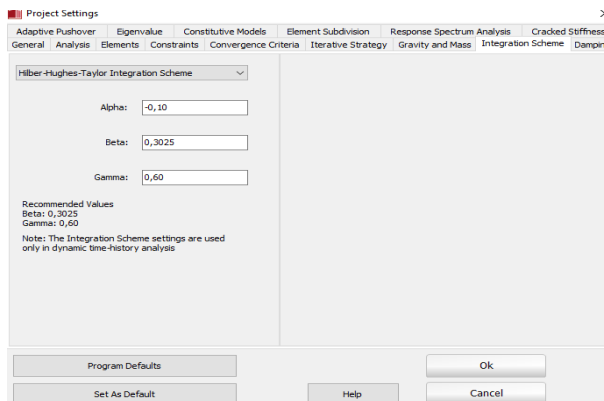 Project Settings
Adaptive Pushover Eigenvalue Constitutive Models Element Subdivision Response Spectrum Analysis Cracked Stiffness
General Analysis Elements Constraints Convergence Criteria Iterative Strategy Gravity and Mass Integration Scheme Dampin
Hilber-Hughes-Taylor Integration Scheme
Alpha: -0,10
Beta: 0,3025
Gamma: 0,60
Recommended Values
Beta: 0,3025
Gamma: 0,60
Note: The Integration Scheme settings are used
only in dynamic time-history analysis
Program Defaults Ok
Set As Default Help Cancel